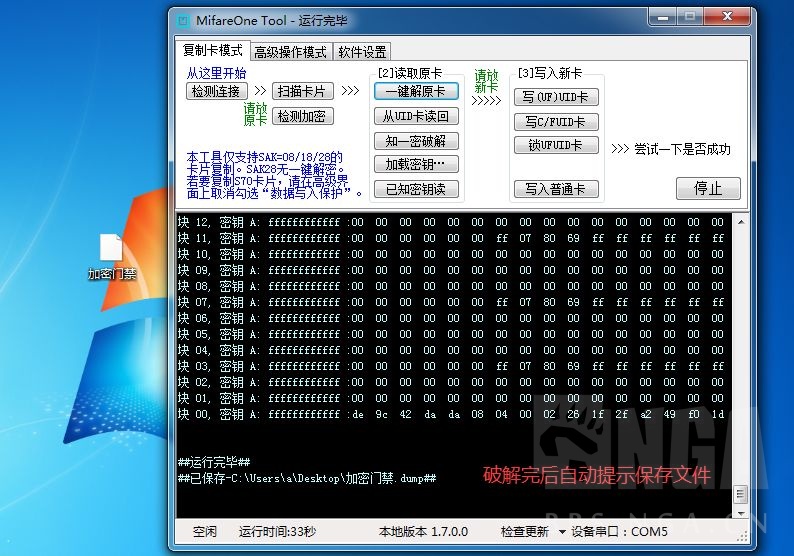 MifareOne Tool - 运行完毕
复制卡模式 高级操作模式 软件设置
从这里开始
检测连接 >> 扫描卡片 >>>
请放原卡 检测加密
[2]读取原卡
一键解原卡
从UID卡读回
知一密破解
加载密钥…
已知密钥读
请放新卡
>>>>>
[3]写入新卡
写(UF)UID卡
写C/FUID卡
锁UFUID卡
写入普通卡
>>> 尝试一下是否成功
停止
本工具仅支持SAK=08/18/28的
卡片复制。SAK28无一键解密。
若要复制S70卡片，请在高级界
面上取消勾选“数据写入保护”。
加密门禁
块 12, 密钥 A: ffffffffffff :00 00 00 00 00 00 00 00 00 00 00 00 00 00 00 00
块 11, 密钥 A: ffffffffffff :00 00 00 00 00 00 ff 07 80 69 ff ff ff ff ff ff
块 10, 密钥 A: ffffffffffff :00 00 00 00 00 00 00 00 00 00 00 00 00 00 00 00
块 09, 密钥 A: ffffffffffff :00 00 00 00 00 00 00 00 00 00 00 00 00 00 00 00
块 08, 密钥 A: ffffffffffff :00 00 00 00 00 00 00 00 00 00 00 00 00 00 00 00
块 07, 密钥 A: ffffffffffff :00 00 00 00 00 00 ff 07 80 69 ff ff ff ff ff ff
块 06, 密钥 A: ffffffffffff :00 00 00 00 00 00 00 00 00 00 00 00 00 00 00 00
块 05, 密钥 A: ffffffffffff :00 00 00 00 00 00 00 00 00 00 00 00 00 00 00 00
块 04, 密钥 A: ffffffffffff :00 00 00 00 00 00 00 00 00 00 00 00 00 00 00 00
块 03, 密钥 A: ffffffffffff :00 00 00 00 00 00 ff 07 80 69 ff ff ff ff ff ff
块 02, 密钥 A: ffffffffffff :00 00 00 00 00 00 00 00 00 00 00 00 00 00 00 00
块 01, 密钥 A: ffffffffffff :00 00 00 00 00 00 00 00 00 00 00 00 00 00 00 00
块 00, 密钥 A: ffffffffffff :de 9c 42 da da 08 04 00 02 26 1f 2f a2 49 f0 1d
##运行完毕##
##已保存-C:\Users\a\Desktop\加密门禁.dump##
破解完后自动提示保存文件
NGA
BBS.NGA.CN
空闲 运行时间:33秒 本地版本 1.7.0.0 检查更新 设备串口：COM5